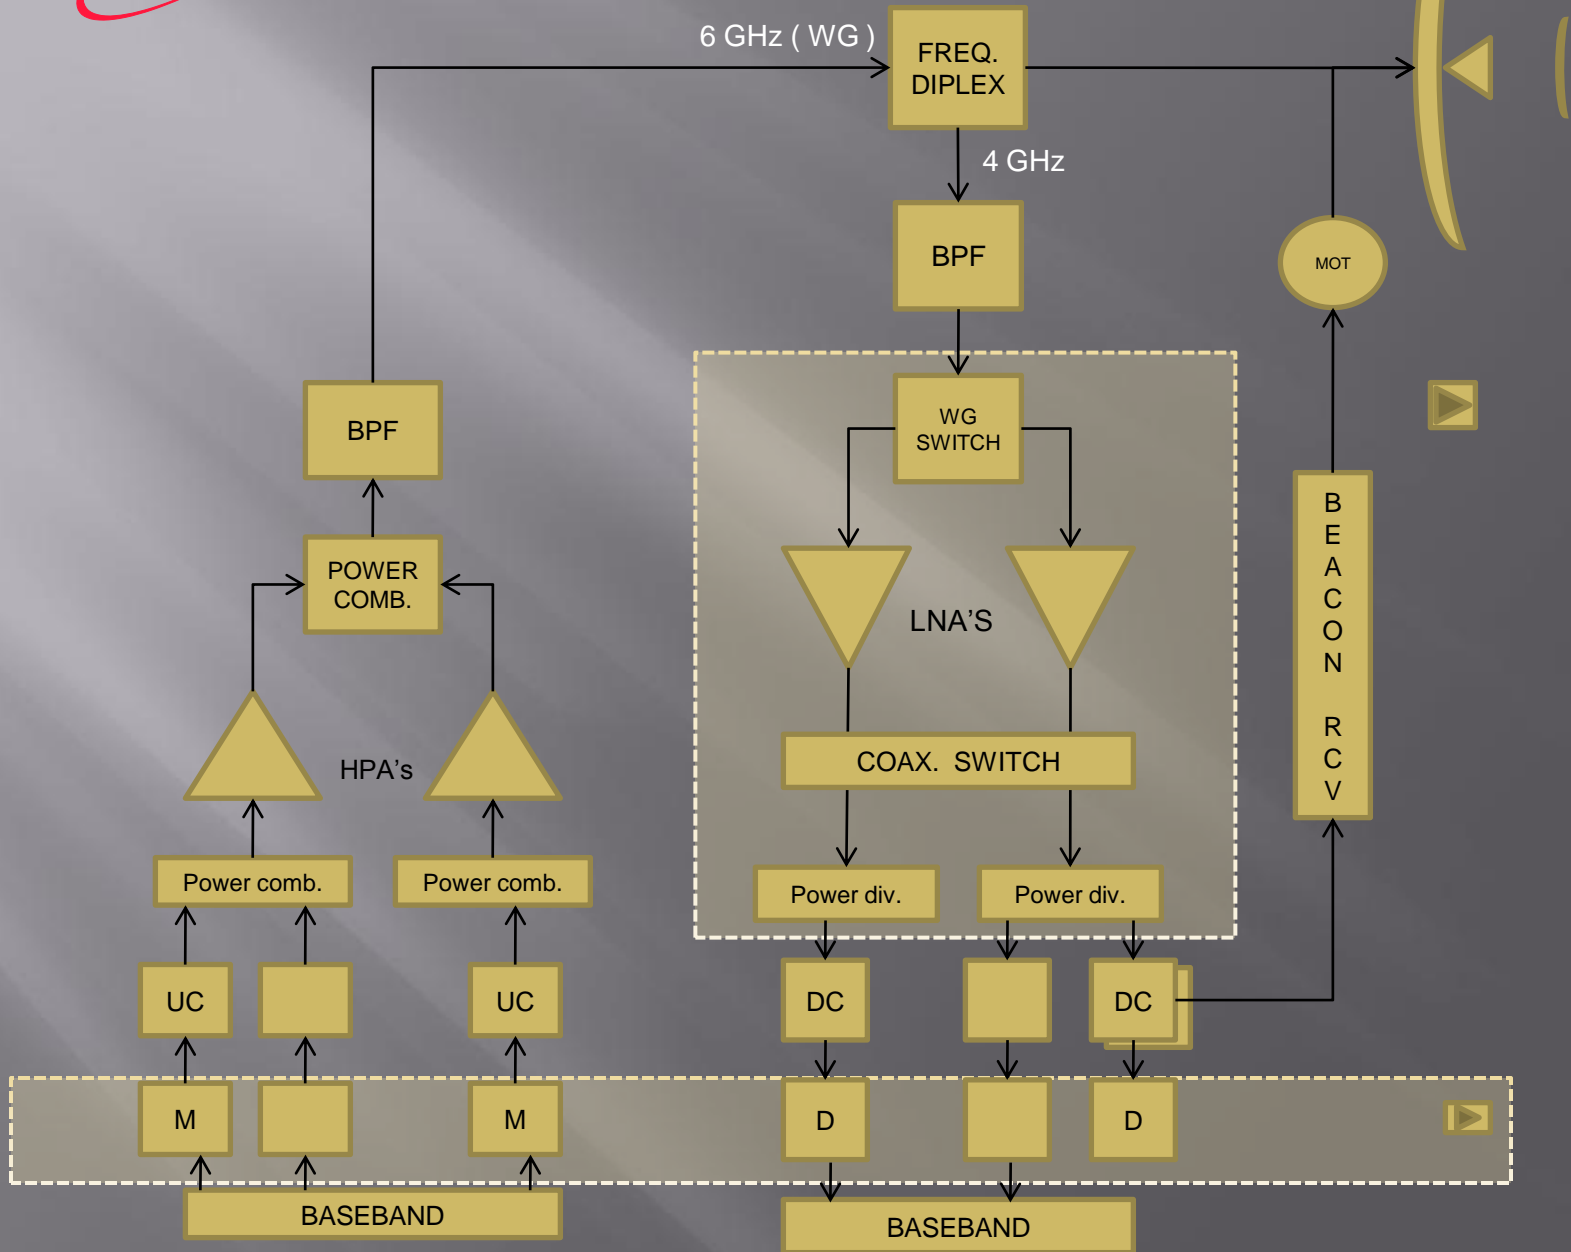 6 GHz ( WG )
FREQ.
DIPLEX
4 GHz
BPF
MOT
WG
SWITCH
BPF
POWER
COMB.
LNA'S
B
E
A
C
O
N
R
C
V
HPA's
COAX. SWITCH
Power comb.
Power comb.
Power div.
Power div.
UC
UC
DC
DC
M
M
D
D
BASEBAND
BASEBAND